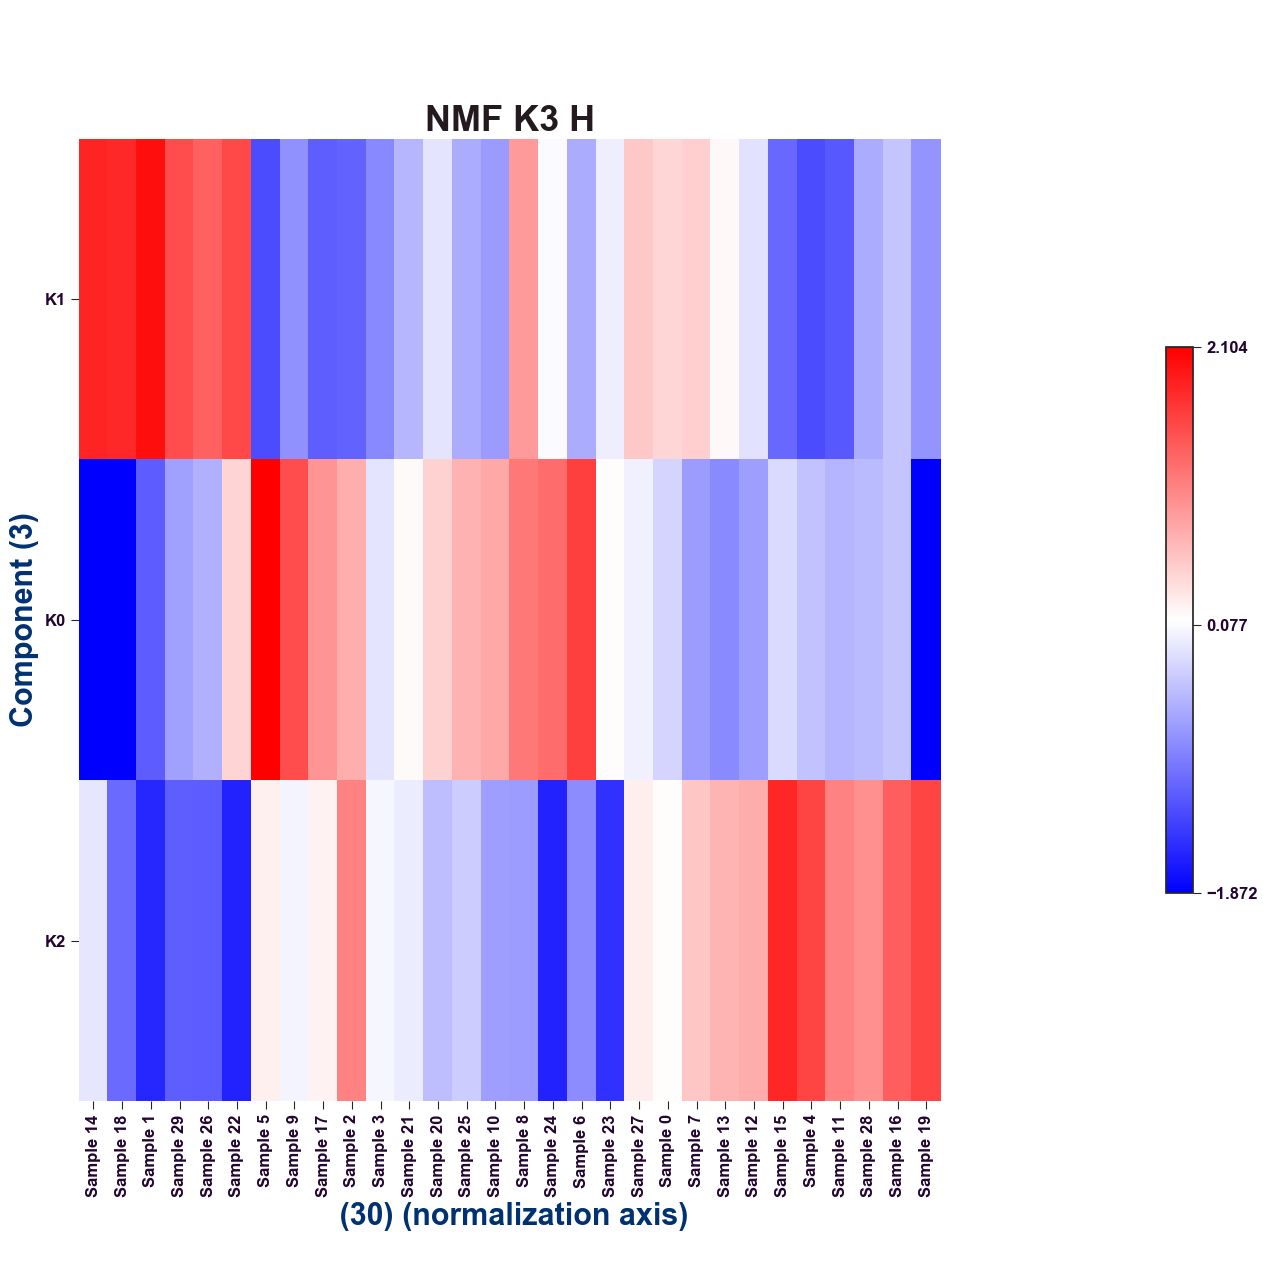 NMF K3 H
K1
K0
K2
Component (3)
Sample 14
Sample 18
Sample 1
Sample 29
Sample 26
Sample 22
Sample 5
Sample 9
Sample 17
Sample 2
Sample 3
Sample 21
Sample 20
Sample 25
Sample 10
Sample 8
Sample 24
Sample 6
Sample 23
Sample 27
Sample 0
Sample 7
Sample 13
Sample 12
Sample 15
Sample 4
Sample 11
Sample 28
Sample 16
Sample 19
(30) (normalization axis)
2.104
0.077
−1.872